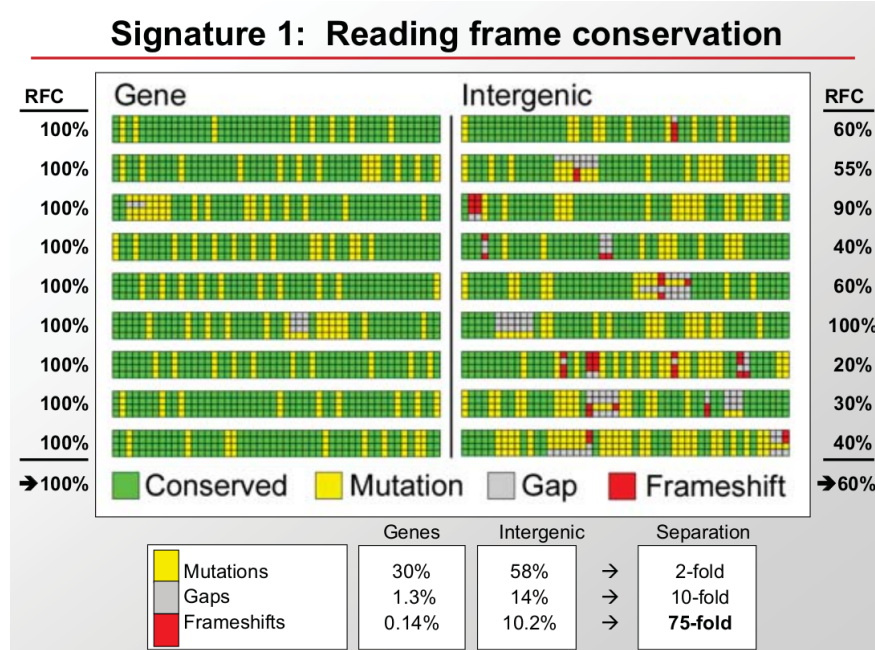 Signature 1: Reading frame conservation
RFC Gene Intergenic RFC
100% 60%
100% 55%
100% 90%
100% 40%
100% 60%
100% 100%
100% 20%
100% 30%
100% 40%
Conserved Mutation Gap Frameshift
➔100% ➔60%
Genes Intergenic Separation
Mutations 30% 58% → 2-fold
Gaps 1.3% 14% → 10-fold
Frameshifts 0.14% 10.2% → 75-fold